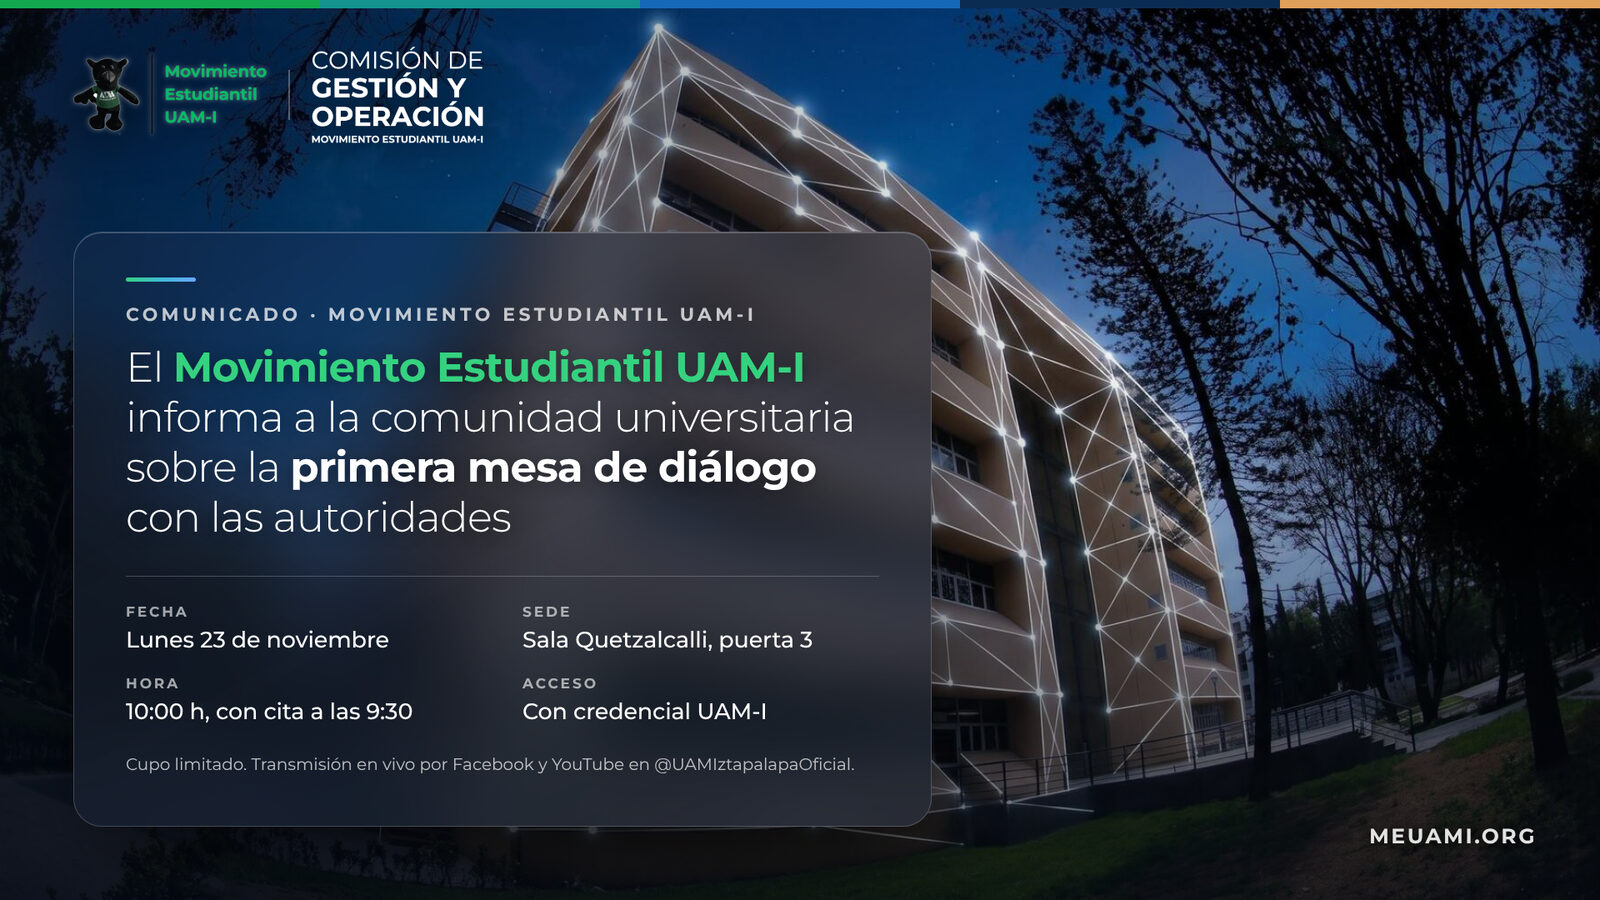 Movimiento
Estudiantil
UAM-I
COMISIÓN DE
GESTIÓN Y
OPERACIÓN
MOVIMIENTO ESTUDIANTIL UAM-I
COMUNICADO · MOVIMIENTO ESTUDIANTIL UAM-I
El Movimiento Estudiantil UAM-I
informa a la comunidad universitaria
sobre la primera mesa de diálogo
con las autoridades
FECHA
Lunes 23 de noviembre
SEDE
Sala Quetzalcalli, puerta 3
HORA
10:00 h, con cita a las 9:30
ACCESO
Con credencial UAM-I
Cupo limitado. Transmisión en vivo por Facebook y YouTube en @UAMIztapalapaOficial.
MEUAMI.ORG